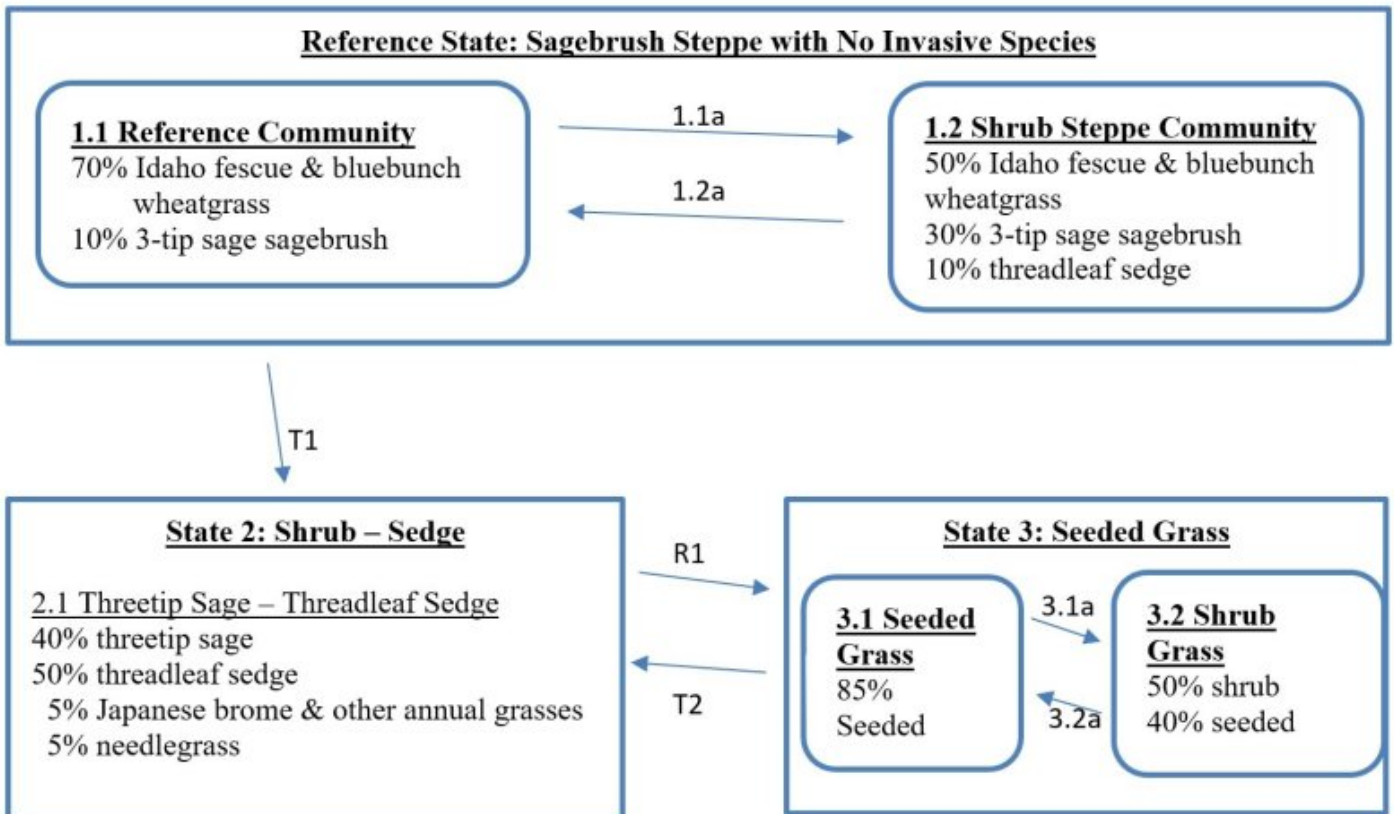 Reference State: Sagebrush Steppe with No Invasive Species
1.1 Reference Community
70% Idaho fescue & bluebunch
wheatgrass
10% 3-tip sage sagebrush
1.1a
1.2a
1.2 Shrub Steppe Community
50% Idaho fescue & bluebunch
wheatgrass
30% 3-tip sage sagebrush
10% threadleaf sedge
T1
State 2: Shrub – Sedge
2.1 Threetip Sage – Threadleaf Sedge
40% threetip sage
50% threadleaf sedge
5% Japanese brome & other annual grasses
5% needlegrass
R1
T2
State 3: Seeded Grass
3.1 Seeded
Grass
85%
Seeded
3.1a
3.2a
3.2 Shrub
Grass
50% shrub
40% seeded